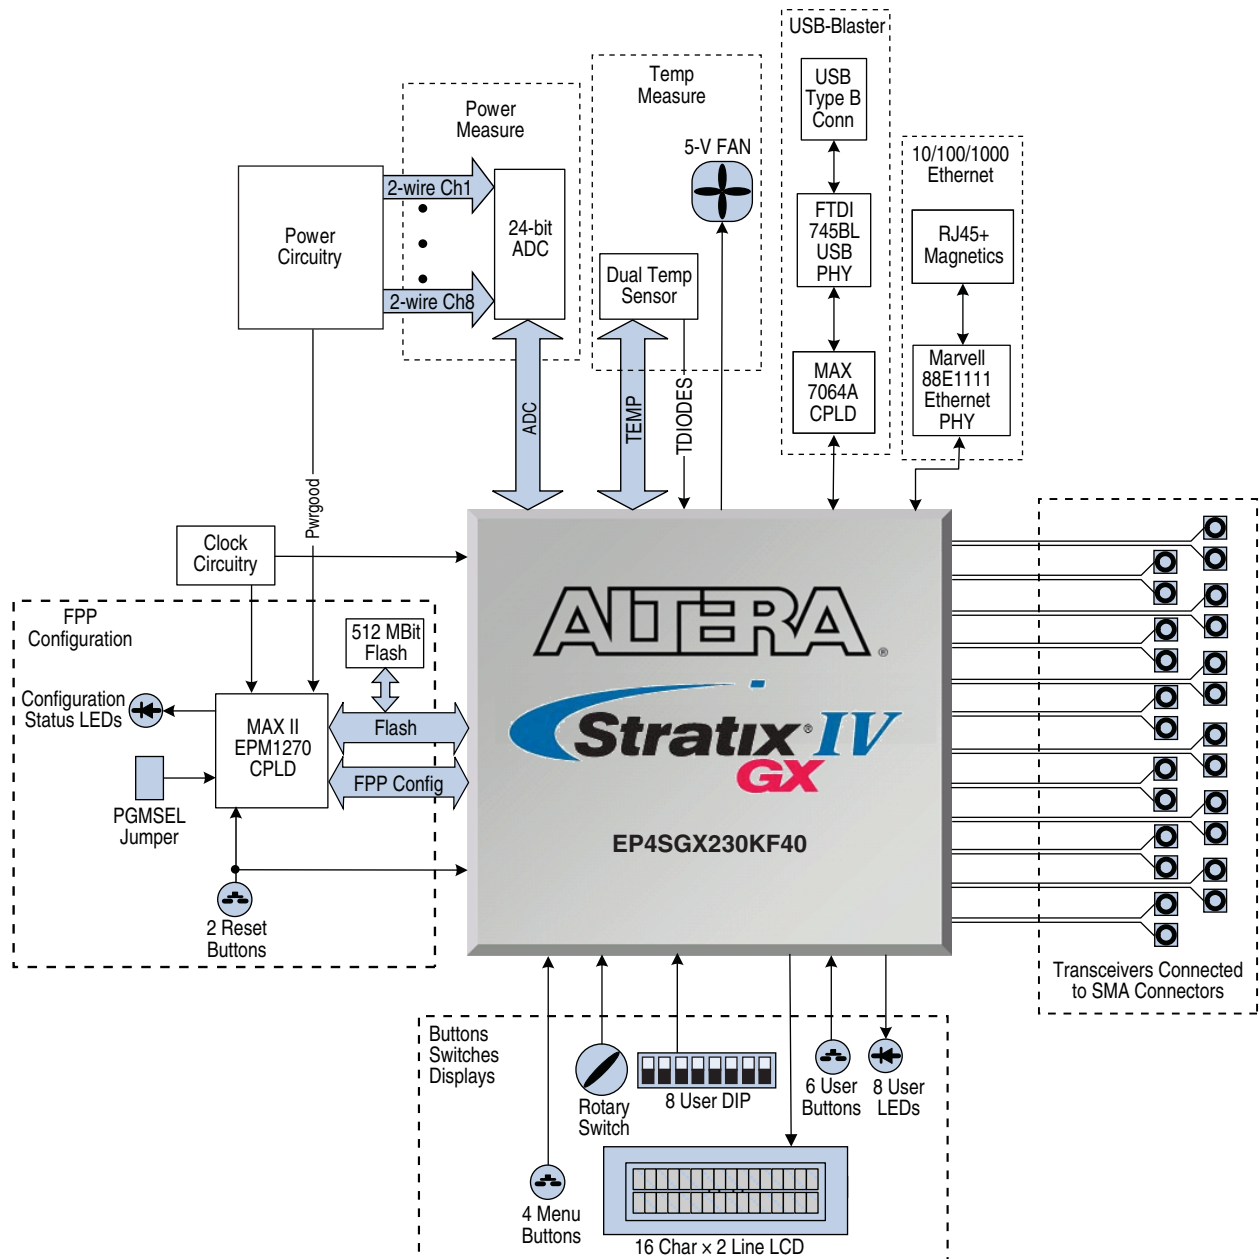 USB-Blaster
USB
Type B
Conn
FTDI
745BL
USB
PHY
MAX
7064A
CPLD
Temp
Measure
5-V FAN
Dual Temp
Sensor
TEMP
TDIODES
Power
Measure
2-wire Ch1
2-wire Ch8
24-bit
ADC
ADC
Power
Circuitry
Pwrgood
10/100/1000
Ethernet
RJ45+
Magnetics
Marvell
88E1111
Ethernet
PHY
Clock
Circuitry
FPP
Configuration
512 MBit
Flash
Configuration
Status LEDs
MAX II
EPM1270
CPLD
Flash
FPP Config
PGMSEL
Jumper
2 Reset
Buttons
ALTERA®
Stratix® IV
GX
EP4SGX230KF40
Transceivers Connected
to SMA Connectors
Buttons
Switches
Displays
Rotary
Switch
8 User DIP
6 User
Buttons
8 User
LEDs
4 Menu
Buttons
16 Char × 2 Line LCD